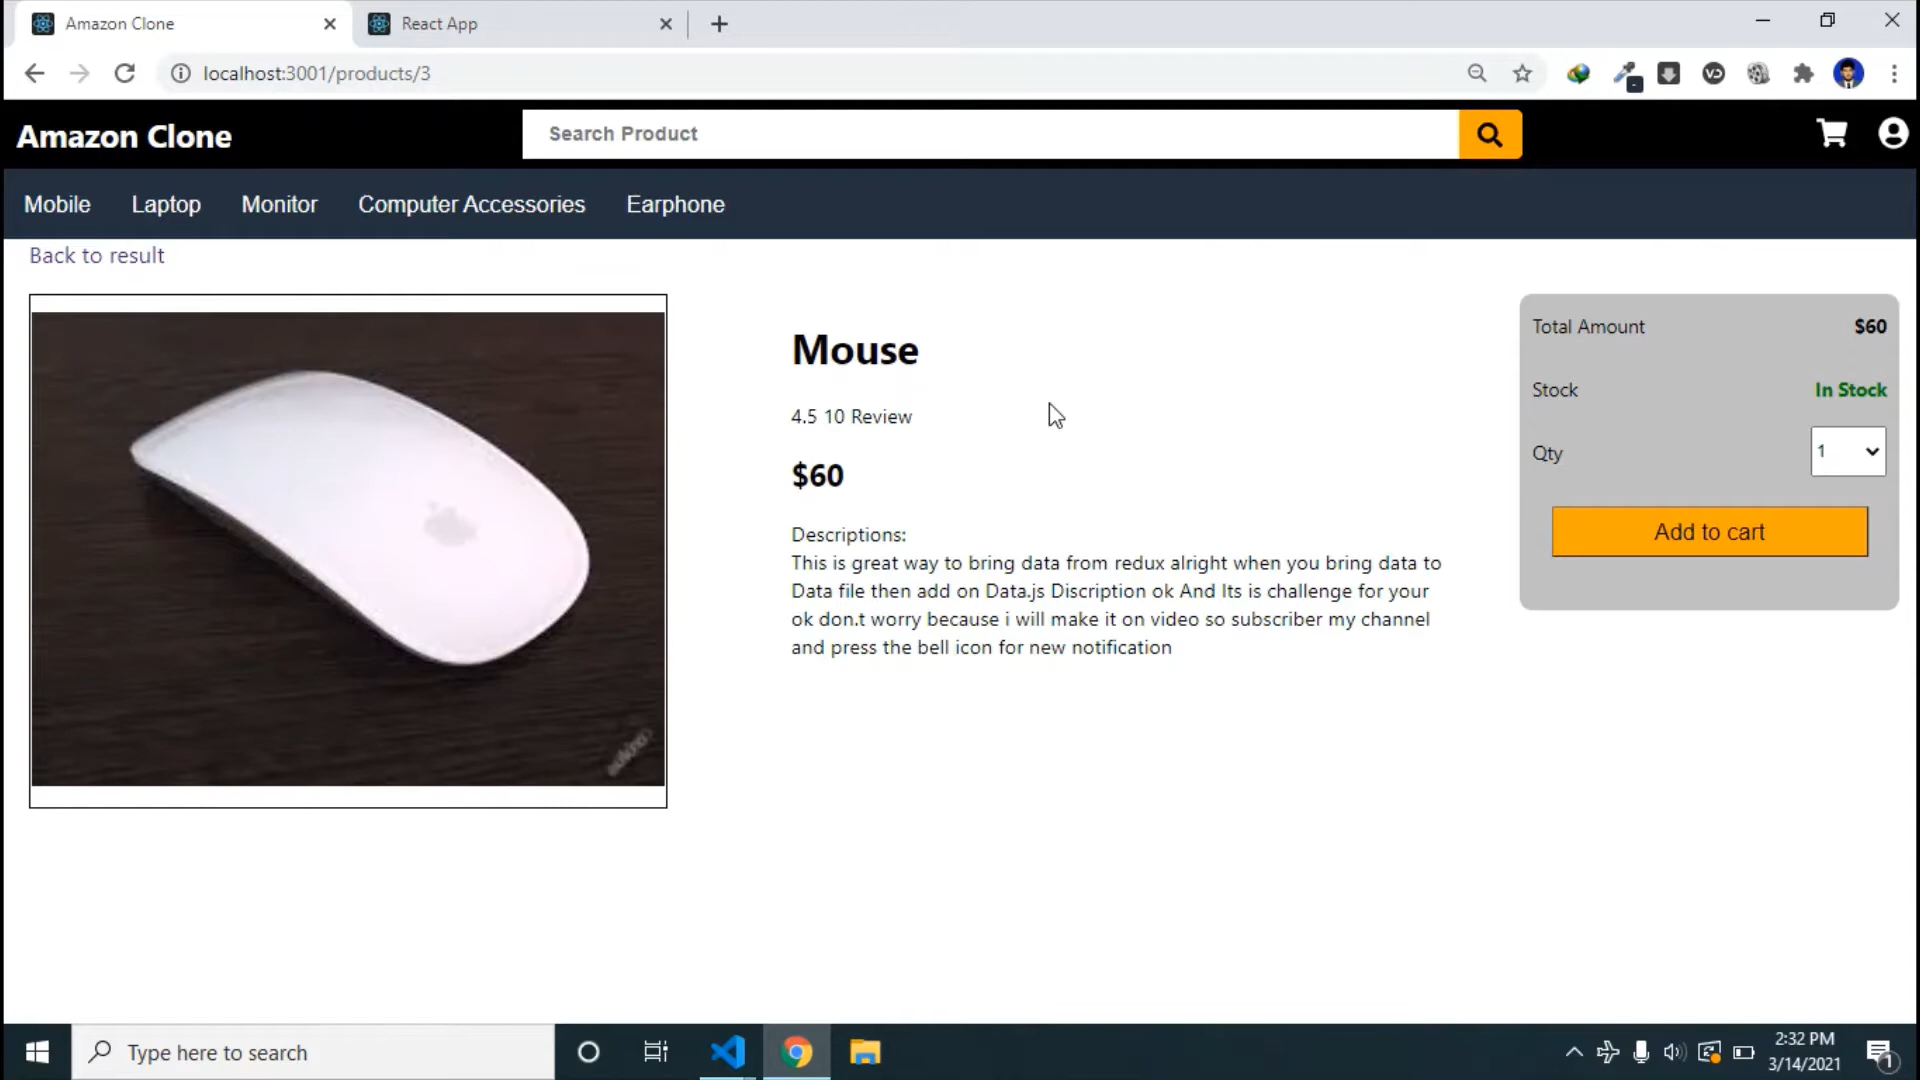 Amazon Clone
React App
localhost:3001/products/3
Amazon Clone
Search Product
Mobile
Laptop
Monitor
Computer Accessories
Earphone
Back to result
Mouse
4.5 10 Review
$60
Descriptions:
This is great way to bring data from redux alright when you bring data to
Data file then add on Data.js Discription ok And Its is challenge for your
ok don.t worry because i will make it on video so subscriber my channel
and press the bell icon for new notification
Total Amount $60
Stock In Stock
Qty 1
Add to cart
Type here to search
2:32 PM
3/14/2021
1